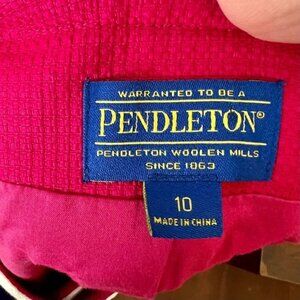 WARRANTED TO BE A
PENDLETON®
PENDLETON WOOLEN MILLS
SINCE 1863
10
MADE IN CHINA